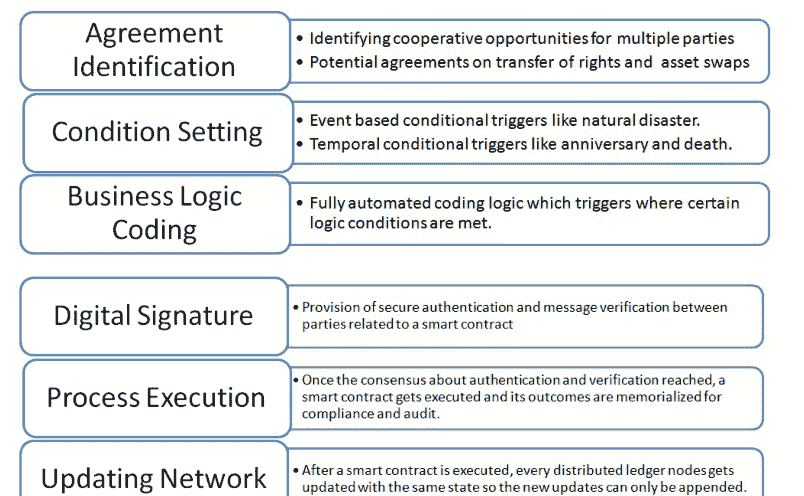 Agreement
Identification
• Identifying cooperative opportunities for multiple parties
• Potential agreements on transfer of rights and asset swaps
Condition Setting
• Event based conditional triggers like natural disaster.
• Temporal conditional triggers like anniversary and death.
Business Logic
Coding
• Fully automated coding logic which triggers where certain
logic conditions are met.
Digital Signature
• Provision of secure authentication and message verification between
parties related to a smart contract
Process Execution
• Once the consensus about authentication and verification reached, a
smart contract gets executed and its outcomes are memorialized for
compliance and audit.
Updating Network
• After a smart contract is executed, every distributed ledger nodes gets
updated with the same state so the new updates can only be appended.